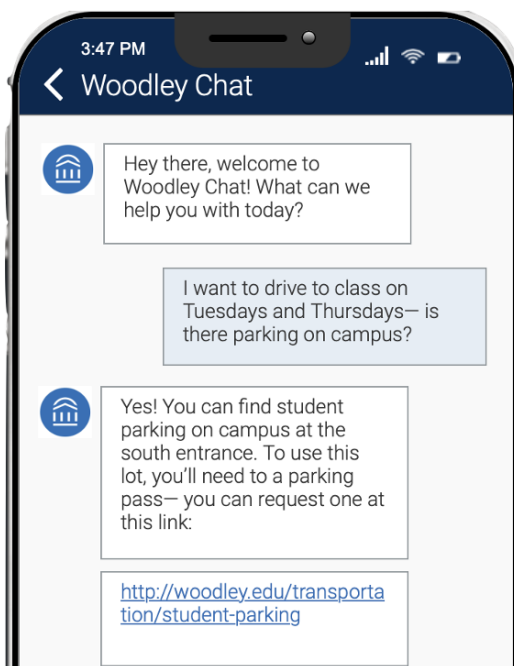 3:47 PM
Woodley Chat
Hey there, welcome to
Woodley Chat! What can we
help you with today?
I want to drive to class on
Tuesdays and Thursdays— is
there parking on campus?
Yes! You can find student
parking on campus at the
south entrance. To use this
lot, you’ll need to a parking
pass— you can request one at
this link:
http://woodley.edu/transporta
tion/student-parking